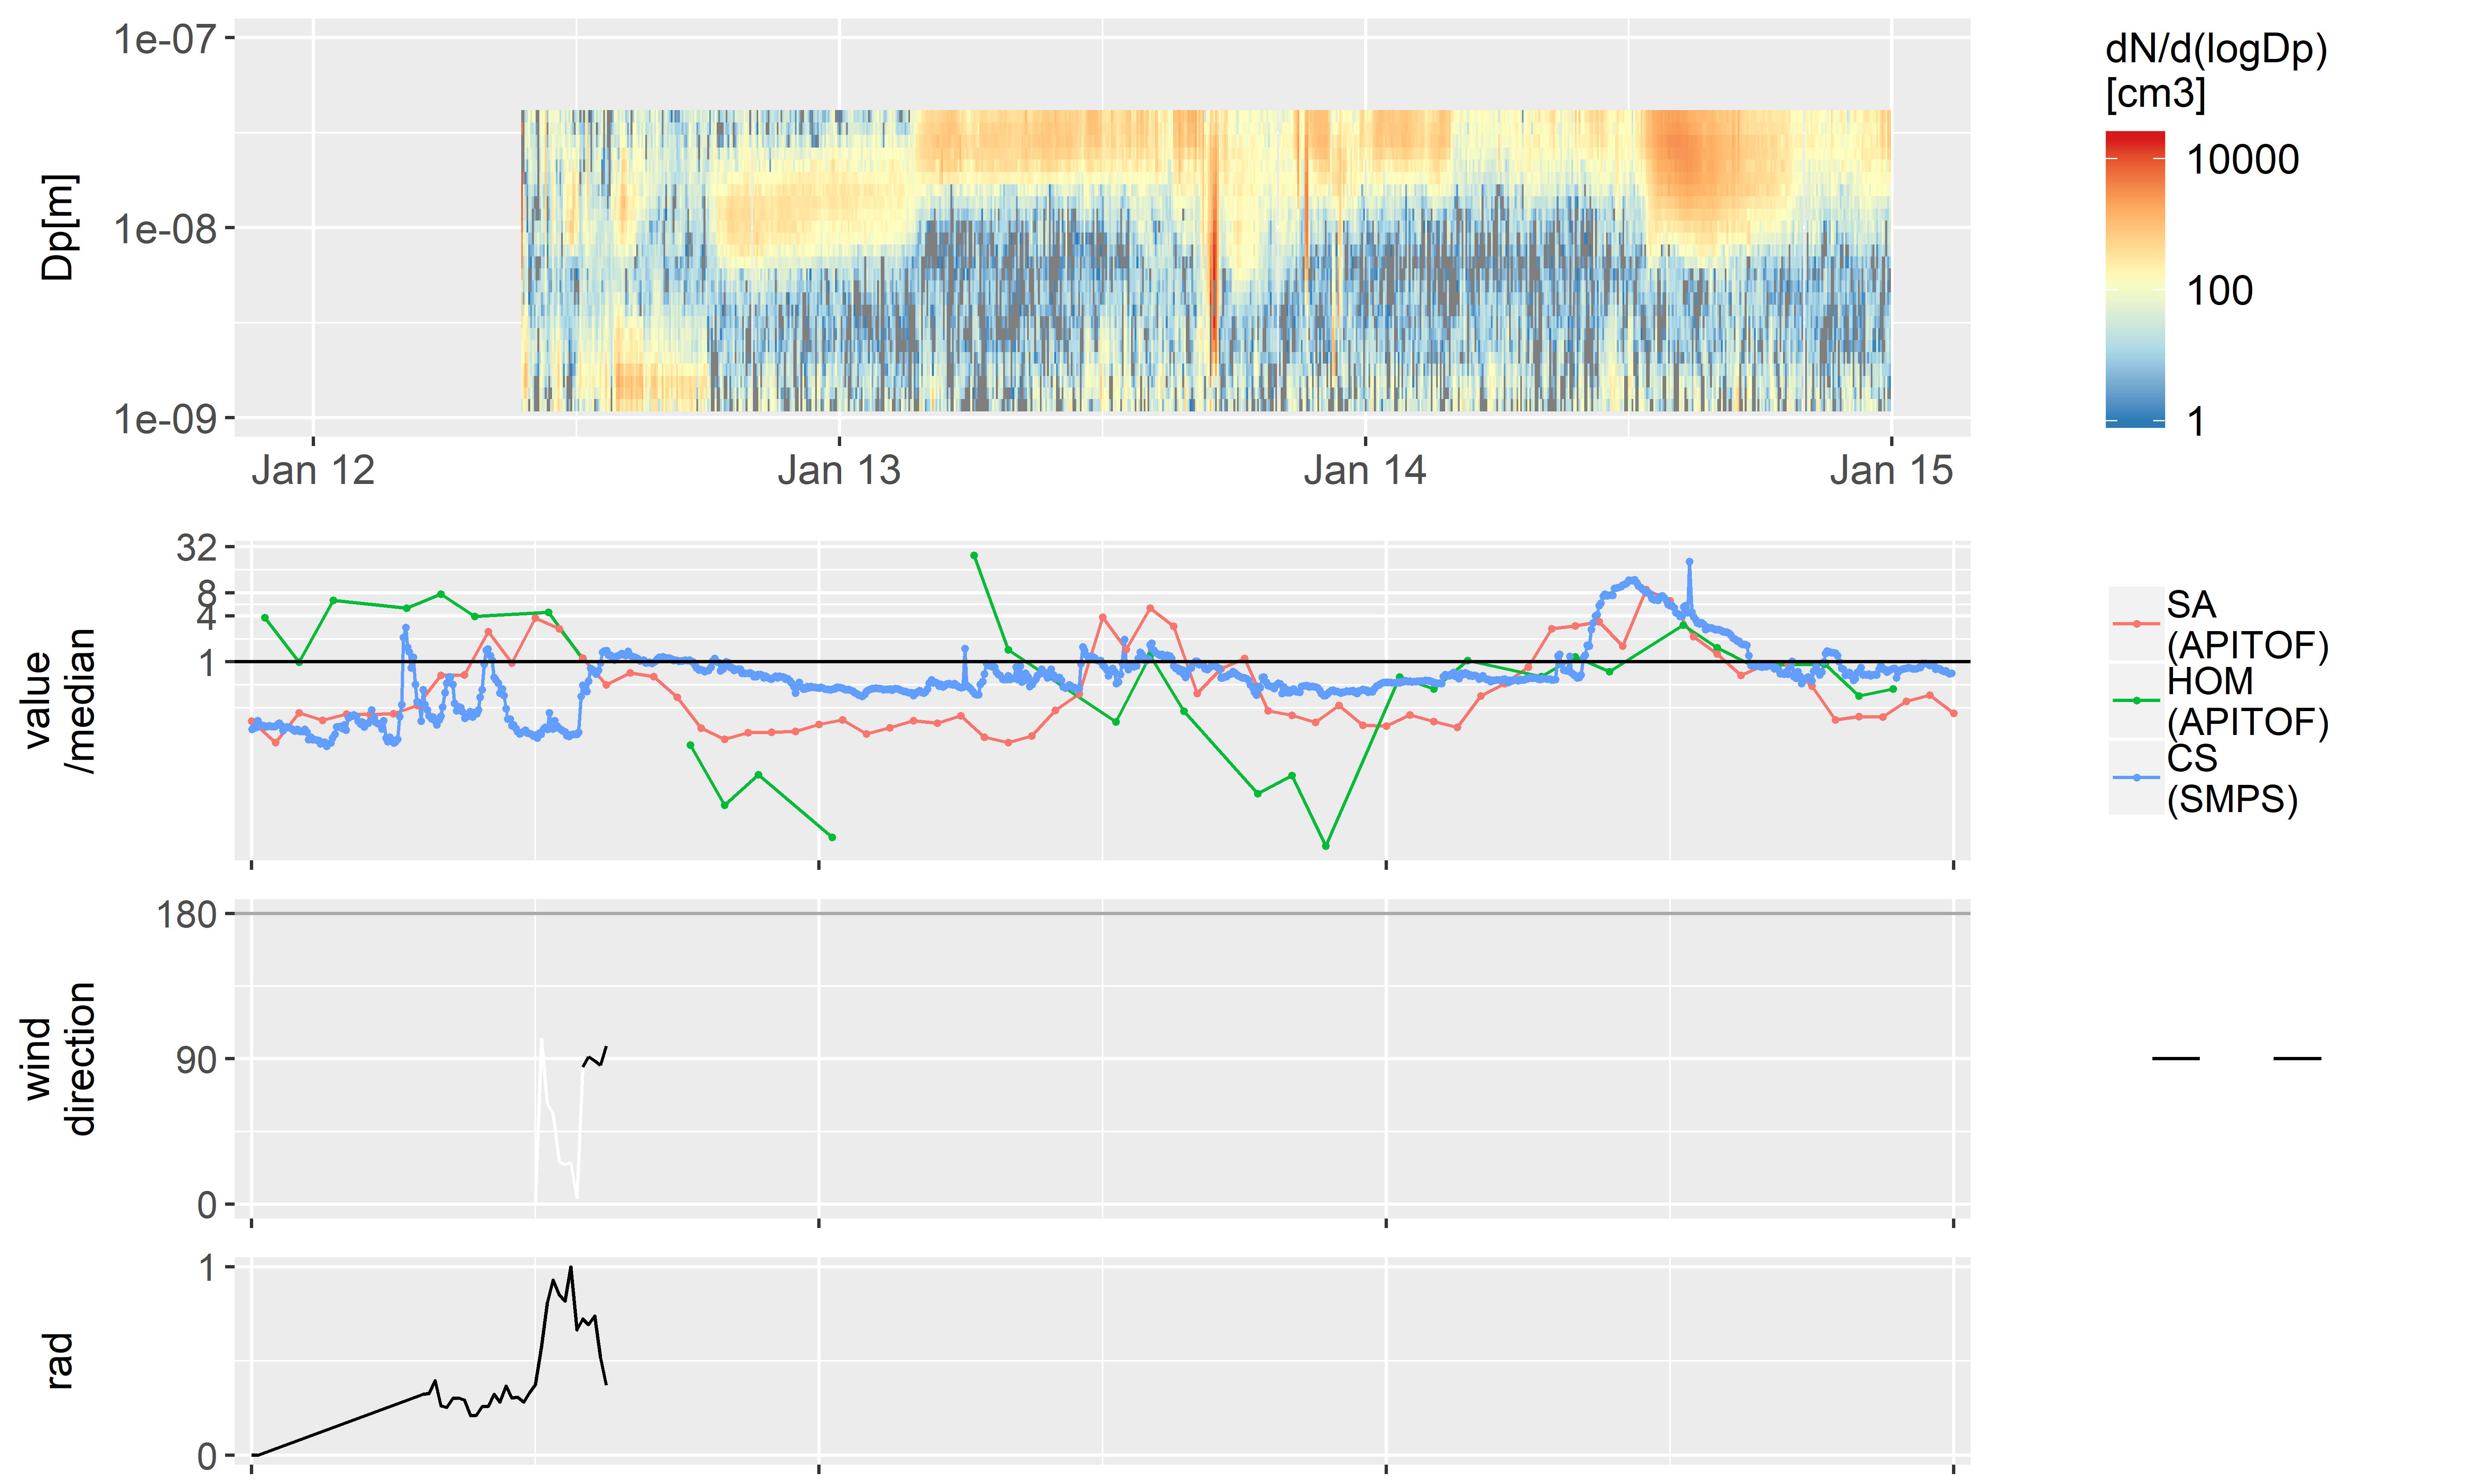 dN/d(logDp)
[cm3]
10000
100
1
Dp[m]
1e-07
1e-08
1e-09
Jan 12 Jan 13 Jan 14 Jan 15
value
/median
32
8
4
1
SA
(APITOF)
HOM
(APITOF)
CS
(SMPS)
wind
direction
180
90
0
rad
1
0